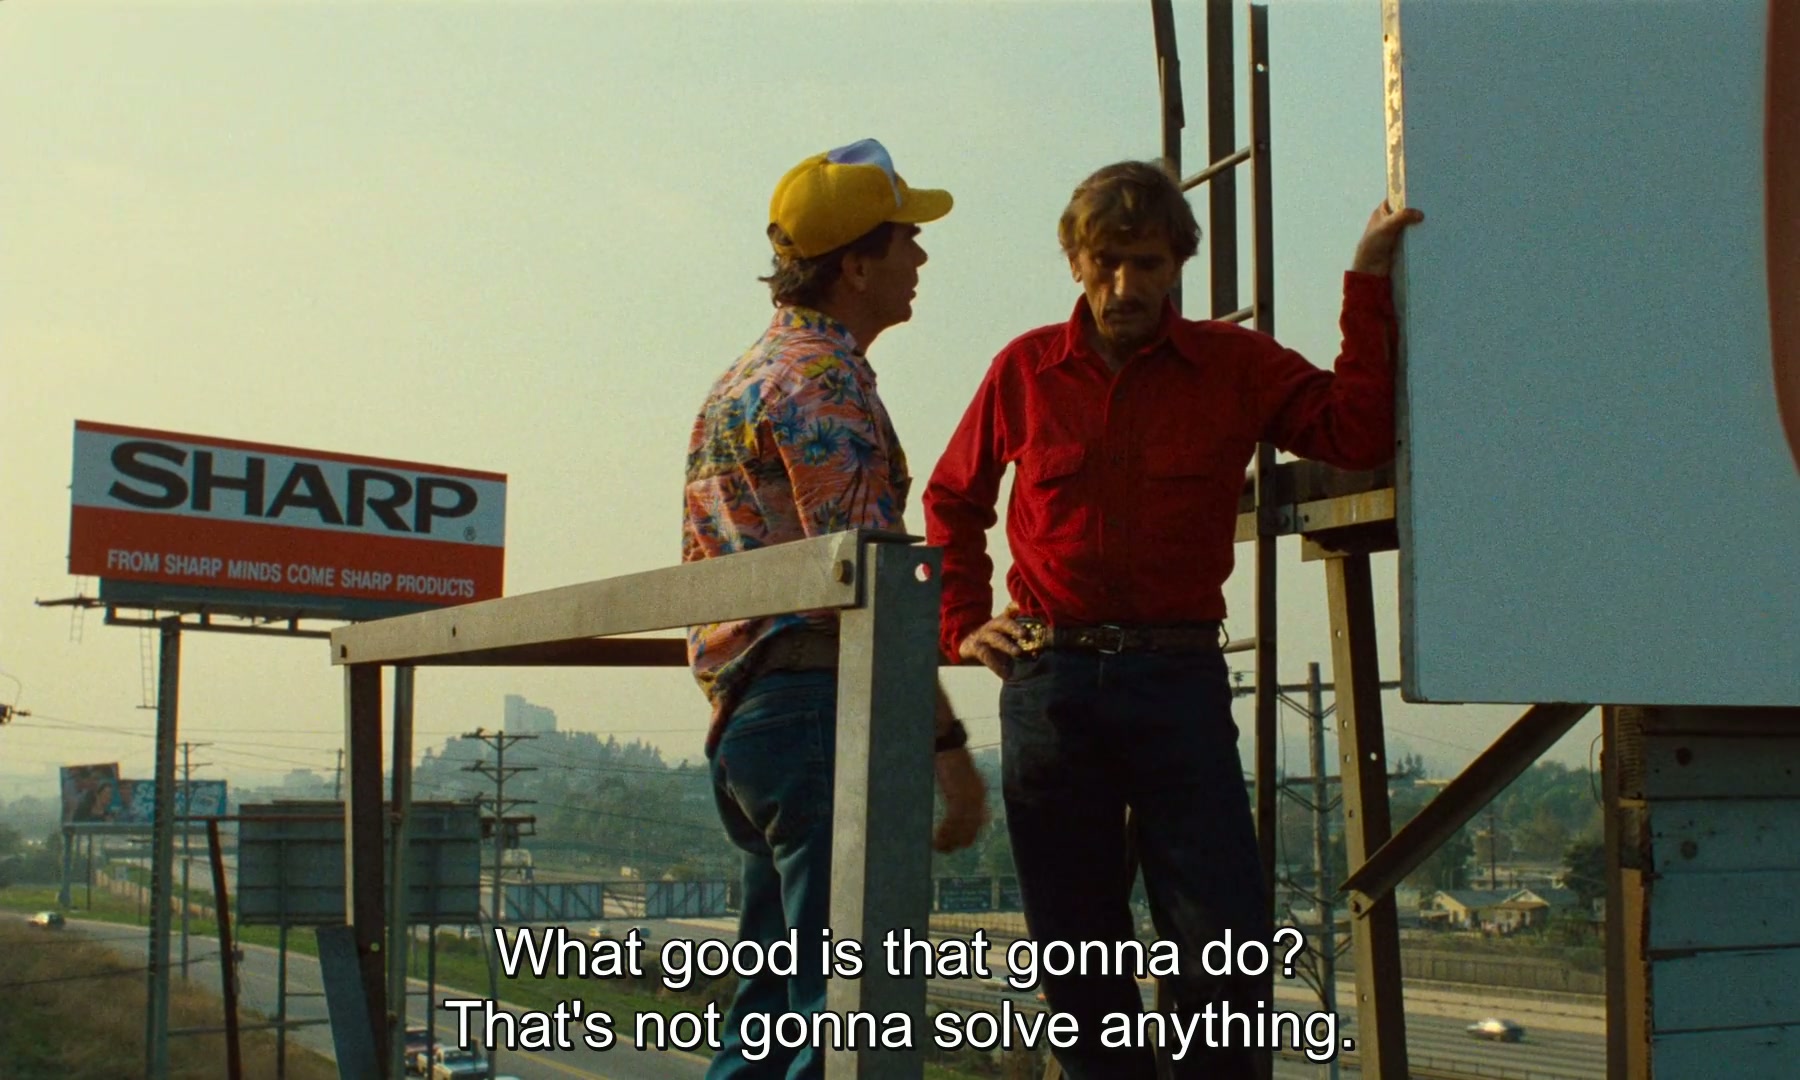 SHARP
®
FROM SHARP MINDS COME SHARP PRODUCTS
What good is that gonna do?
That's not gonna solve anything.